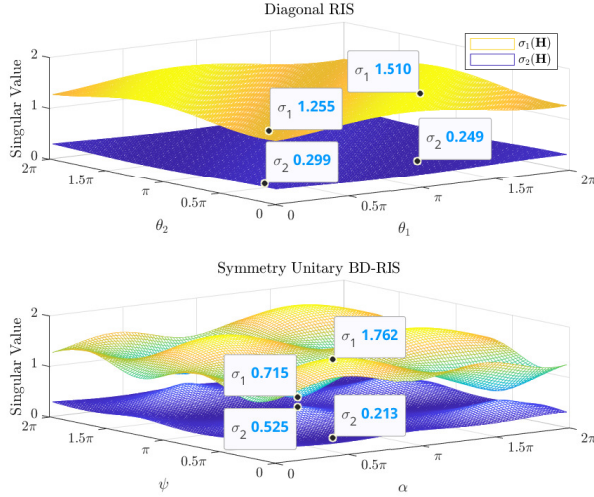 Diagonal RIS
σ₁(H)
σ₂(H)
Singular Value
2
1
0
σ₁ 1.510
σ₁ 1.255
σ₂ 0.249
σ₂ 0.299
2π
1.5π
π
0.5π
0
θ₂
0
0.5π
π
1.5π
2π
θ₁
Symmetry Unitary BD-RIS
Singular Value
2
1
0
σ₁ 1.762
σ₁ 0.715
σ₂ 0.525
σ₂ 0.213
2π
1.5π
π
0.5π
0
ψ
0
0.5π
π
1.5π
2π
α